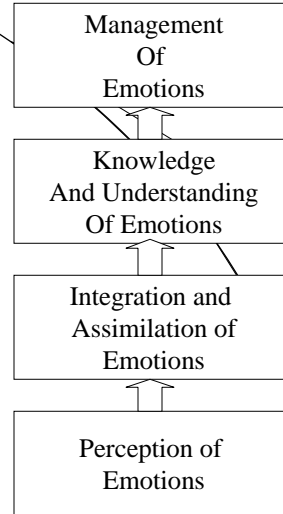 Management
Of
Emotions
Knowledge
And Understanding
Of Emotions
Integration and
Assimilation of
Emotions
Perception of
Emotions